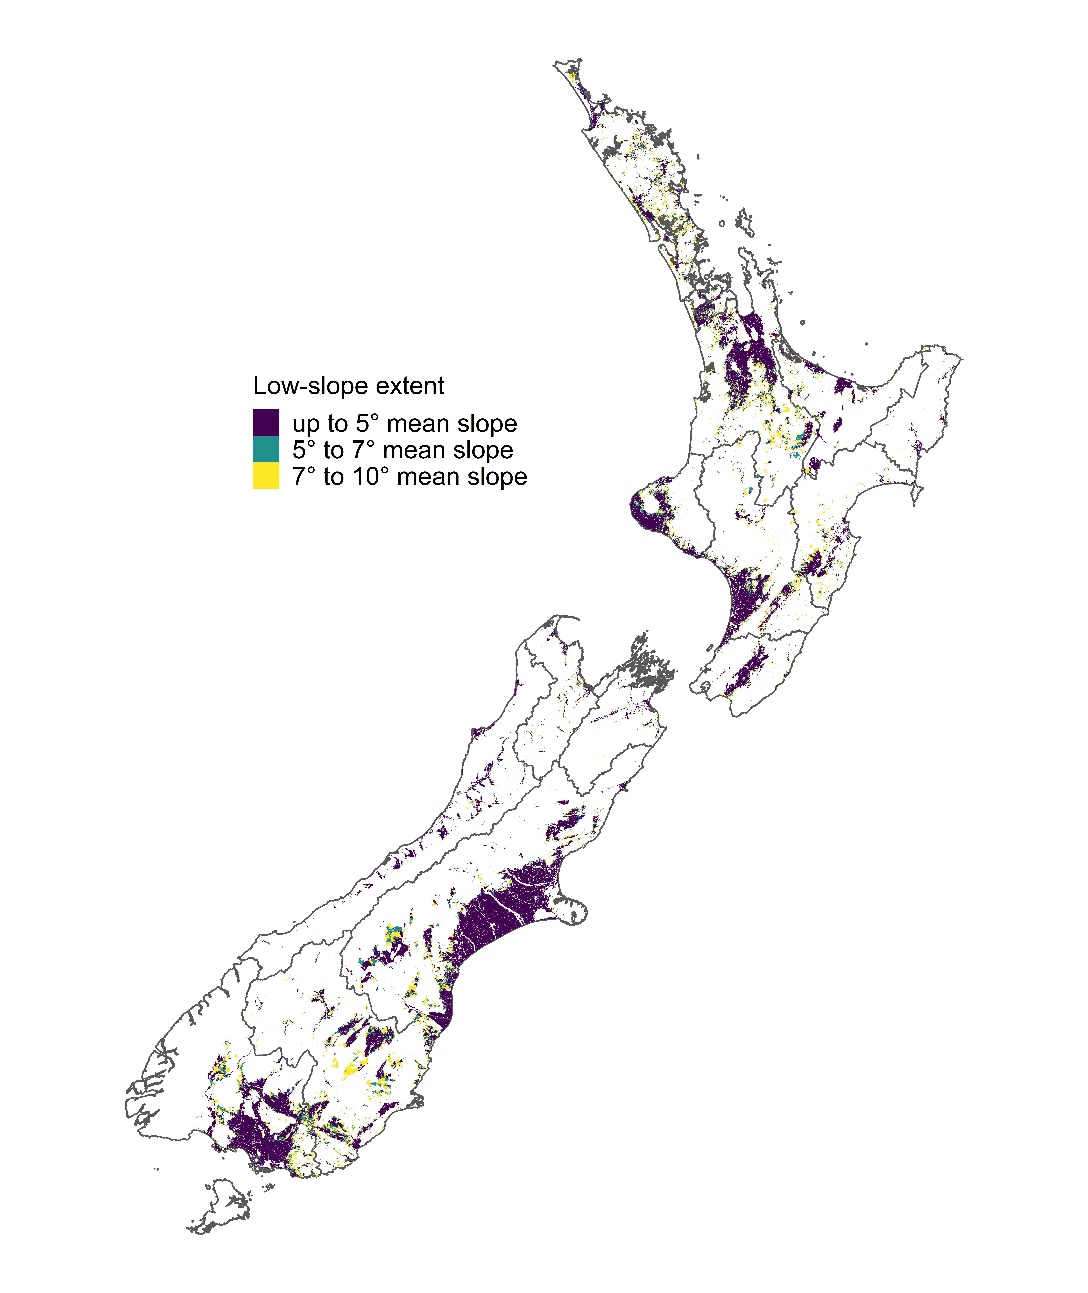 Low-slope extent
up to 5° mean slope
5° to 7° mean slope
7° to 10° mean slope